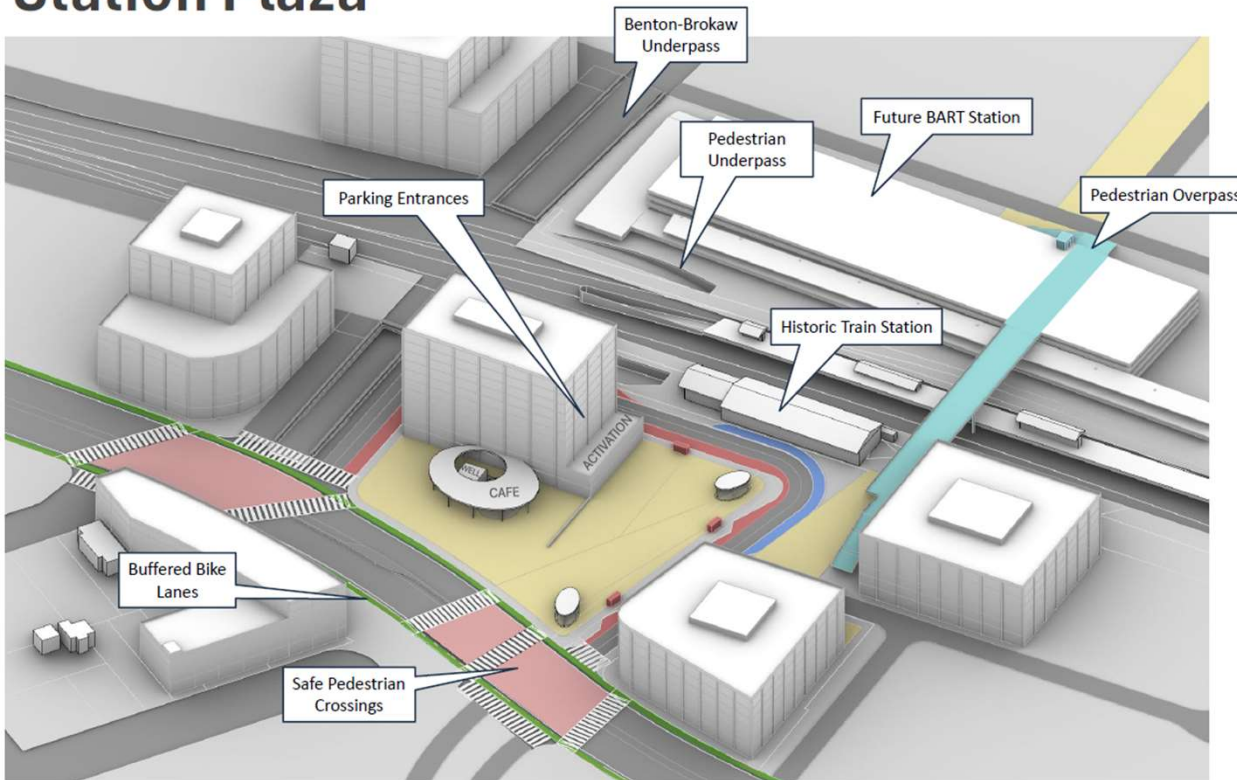 Station Plaza
Benton-Brokaw
Underpass
Future BART Station
Pedestrian
Underpass
Parking Entrances
Pedestrian Overpass
Historic Train Station
ACTIVATION
WELL
CAFE
Buffered Bike
Lanes
Safe Pedestrian
Crossings